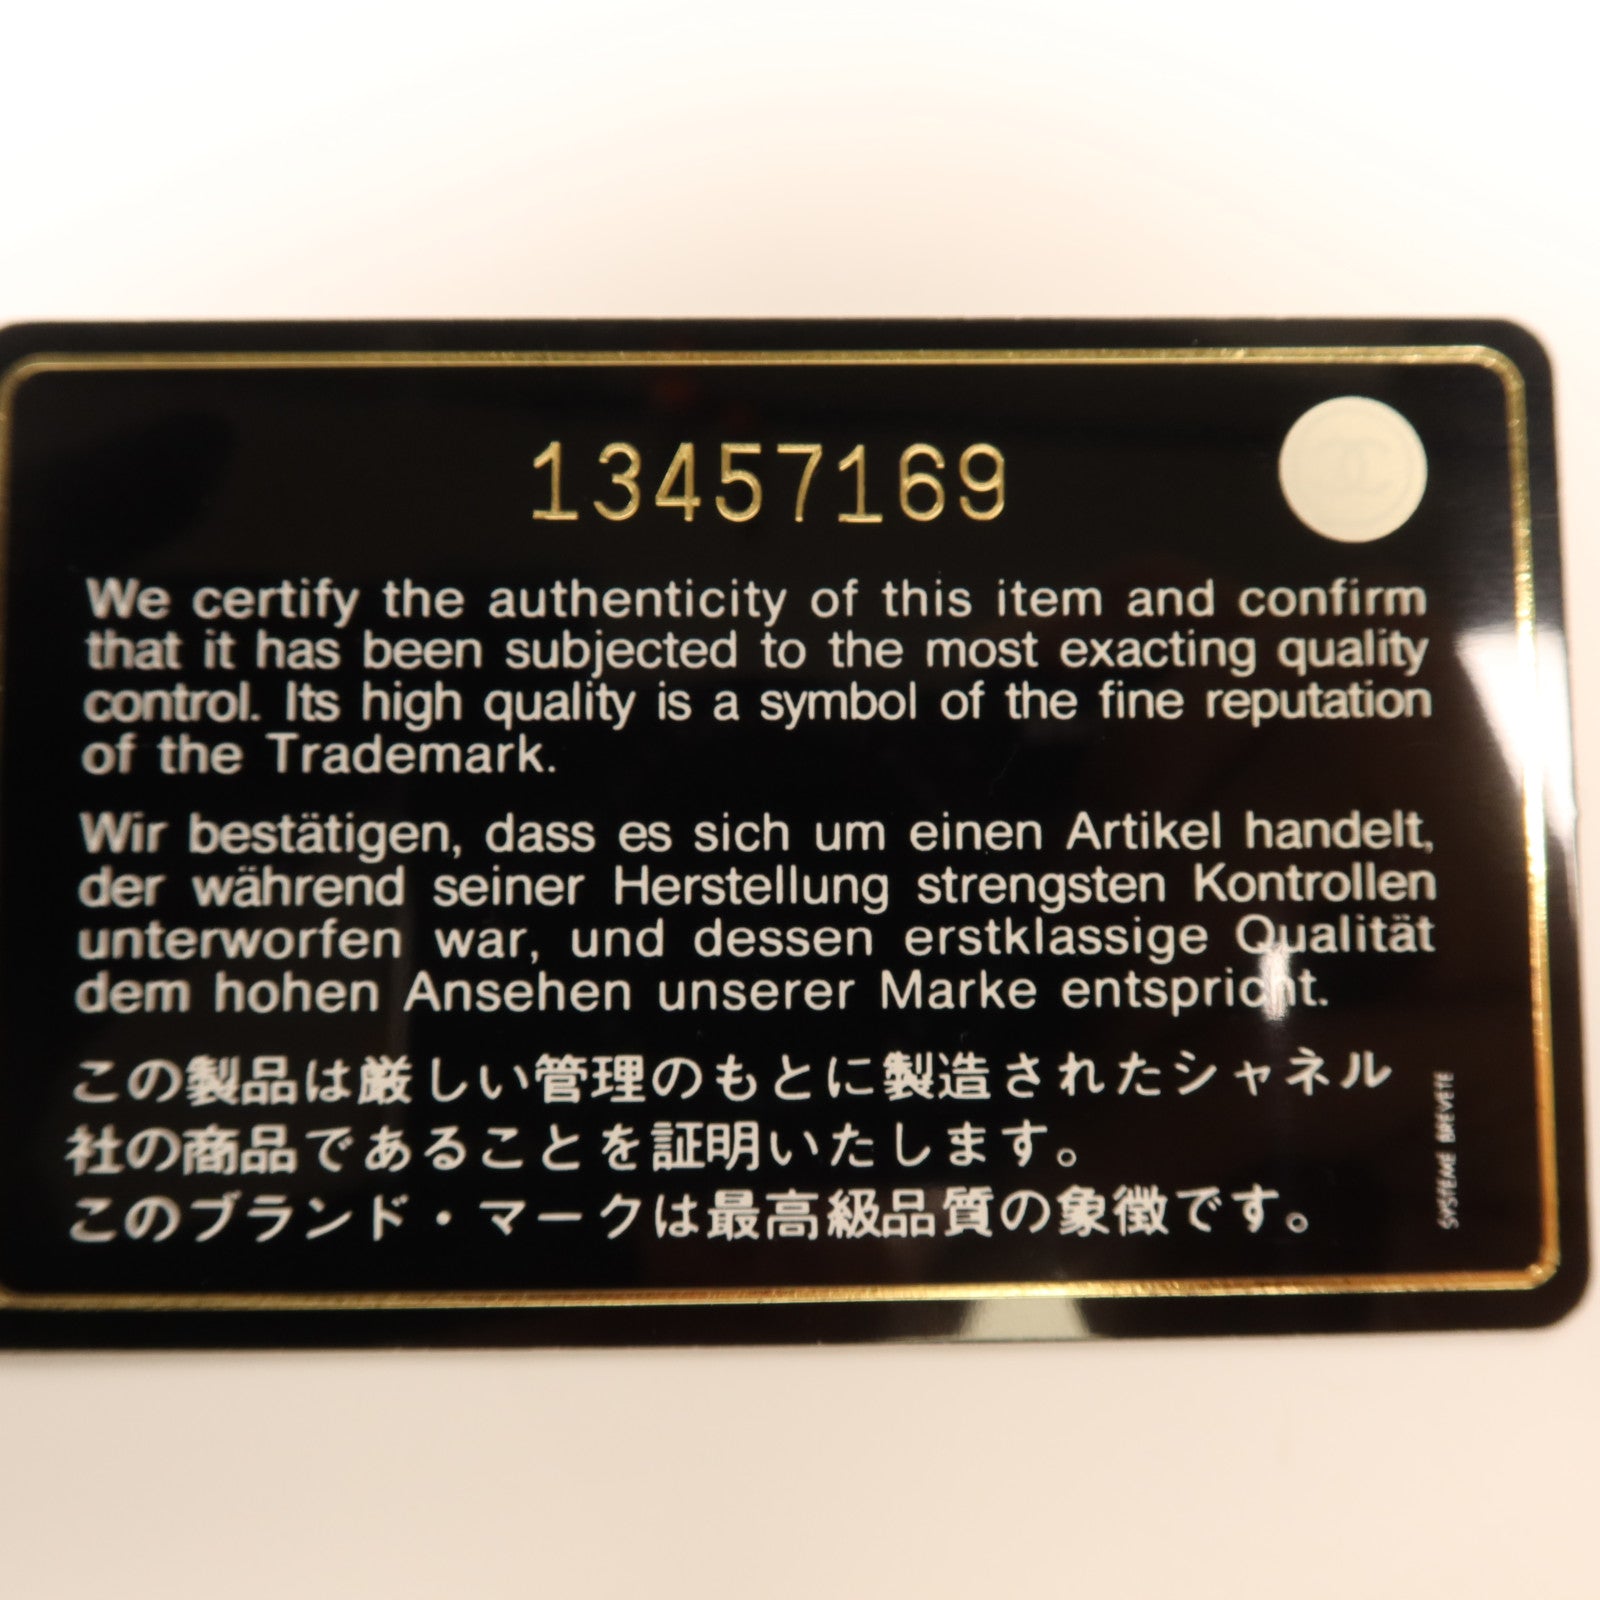 13457169
We certify the authenticity of this item and confirm
that it has been subjected to the most exacting quality
control. Its high quality is a symbol of the fine reputation
of the Trademark.
Wir bestätigen, dass es sich um einen Artikel handelt,
der während seiner Herstellung strengsten Kontrollen
unterworfen war, und dessen erstklassige Qualität
dem hohen Ansehen unserer Marke entspricht.
この製品は厳しい管理のもとに製造されたシャネル
社の商品であることを証明いたします。
このブランド・マークは最高級品質の象徴です。
SYSTEME BREVETE